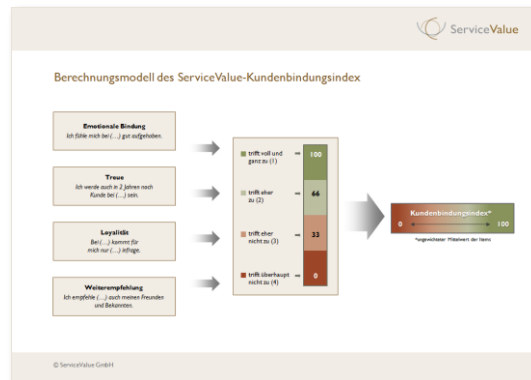 ServiceValue
Berechnungsmodell des ServiceValue-Kundenbindungsindex
Emotionale Bindung
Ich fühle mich bei (...) gut aufgehoben.
Treue
Ich werde auch in 2 Jahren noch
Kunde bei (...) sein.
Loyalität
Bei (...) kommt für
mich nur (...) infrage.
Weiterempfehlung
Ich empfehle (...) auch meinen Freunden
und Bekannten.
trifft voll und
ganz zu (1)
100
trifft eher
zu (2)
66
trifft eher
nicht zu (3)
33
trifft überhaupt
nicht zu (4)
0
Kundenbindungsindex*
0 100
*ungewichteter Mittelwert der Items
© ServiceValue GmbH